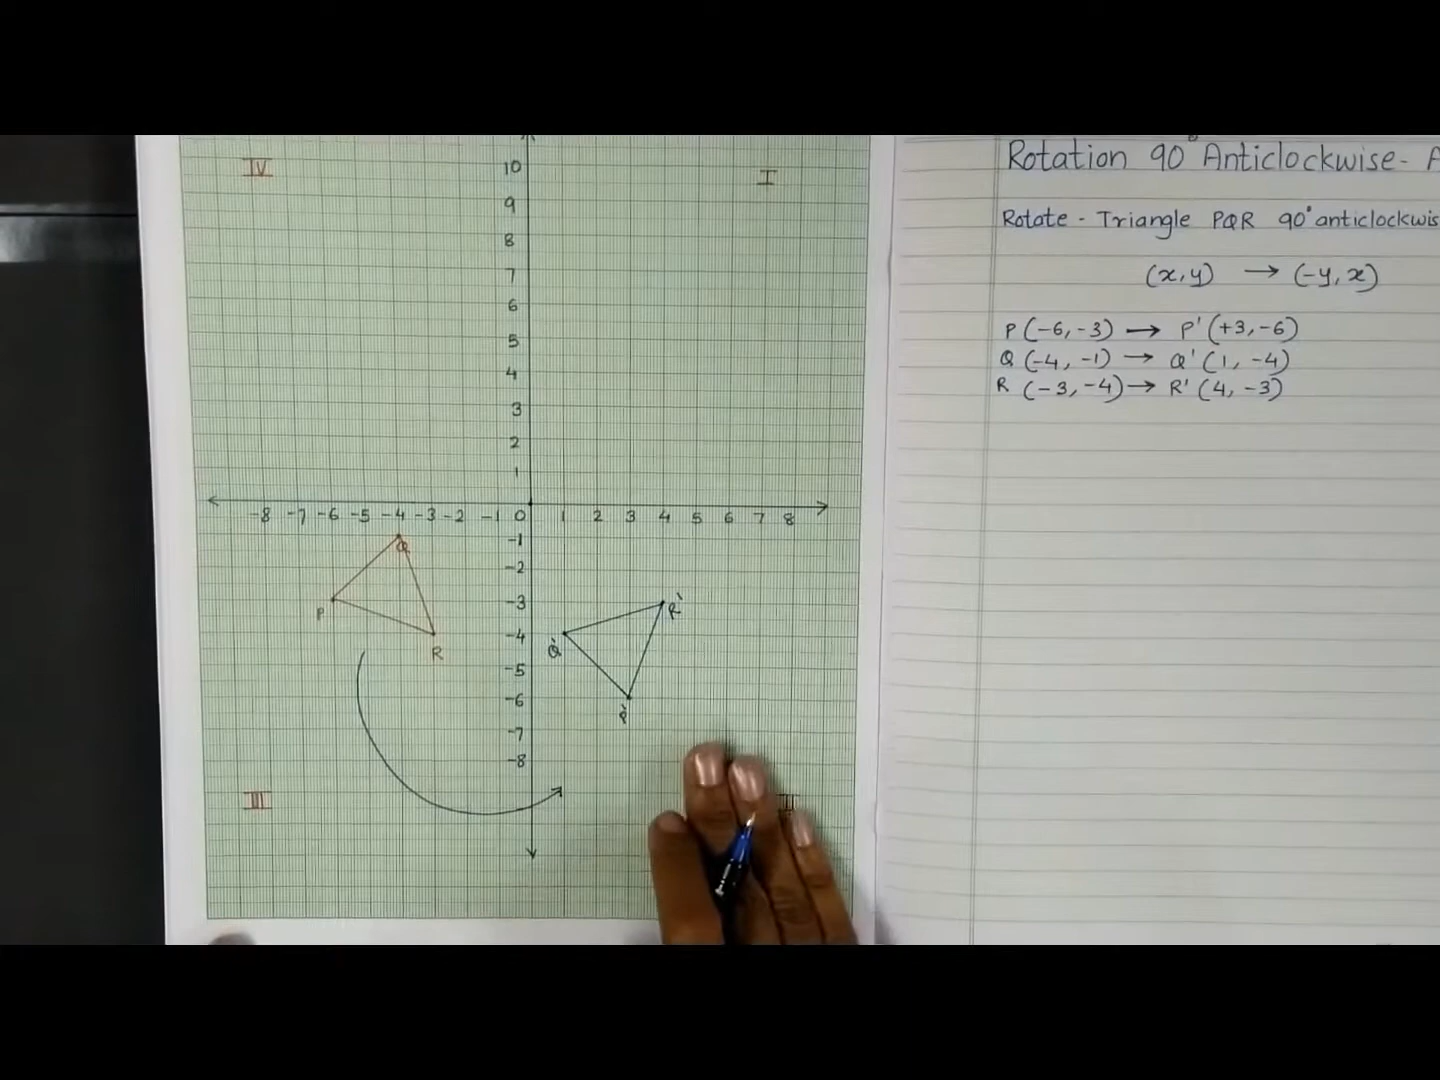 IV
I
10
9
8
7
6
5
4
3
2
1
-8 -7 -6 -5 -4 -3 -2 -1 0 1 2 3 4 5 6 7 8
Q
-1
-2
-3
P
R'
-4
R
Q'
-5
-6
P'
-7
-8
III
II
Rotation 90° Anticlockwise-
Rotate - Triangle PQR 90° anticlockwis
(x,y) → (-y,x)
P (-6,-3) → P' (+3,-6)
Q (-4,-1) → Q' (1,-4)
R (-3,-4) → R' (4,-3)